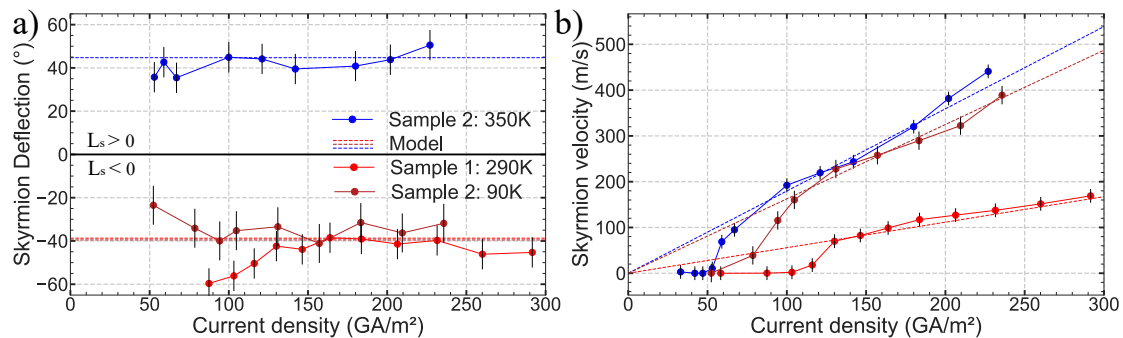 a)
Skyrmion Deflection (°)
60
40
20
0
−20
−40
−60
Lₛ > 0
Lₛ < 0
Sample 2: 350K
Model
Sample 1: 290K
Sample 2: 90K
0 50 100 150 200 250 300
Current density (GA/m²)
b)
Skyrmion velocity (m/s)
500
400
300
200
100
0
0 50 100 150 200 250 300
Current density (GA/m²)